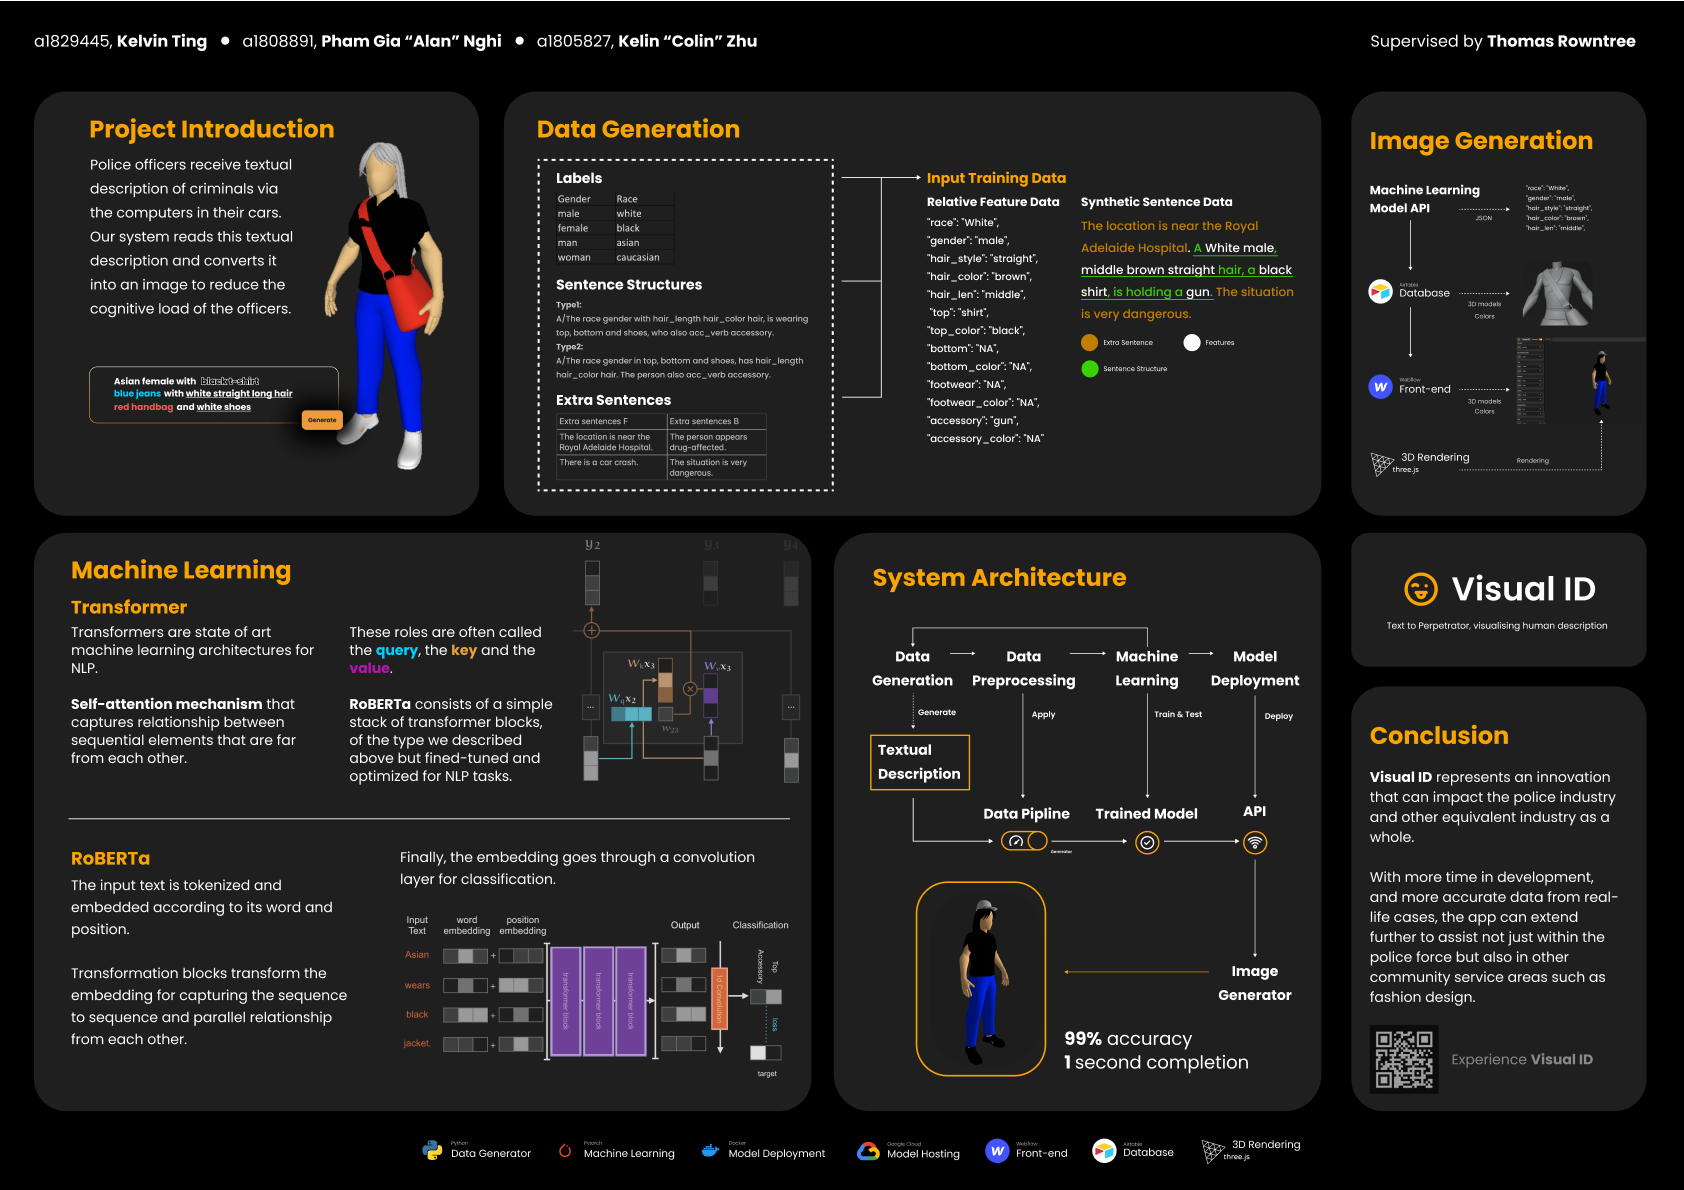 a1829445, Kelvin Ting • a1808891, Pham Gia “Alan” Nghi • a1805827, Kelin “Colin” Zhu
Supervised by Thomas Rowntree
Project Introduction
Police officers receive textual
description of criminals via
the computers in their cars.
Our system reads this textual
description and converts it
into an image to reduce the
cognitive load of the officers.
Asian female with black t-shirt
blue jeans with white straight long hair
red handbag and white shoes
Generate
Data Generation
Labels
Gender Race
male white
female black
man asian
woman caucasian
Sentence Structures
Type1:
A/The race gender with hair_length hair_color hair, is wearing
top, bottom and shoes, who also acc_verb accessory.
Type2:
A/The race gender in top, bottom and shoes, has hair_length
hair_color hair. The person also acc_verb accessory.
Extra Sentences
Extra sentences F Extra sentences B
The location is near the The person appears
Royal Adelaide Hospital. drug-affected.
There is a car crash. The situation is very
dangerous.
Input Training Data
Relative Feature Data
"race": "White",
"gender": "male",
"hair_style": "straight",
"hair_color": "brown",
"hair_len": "middle",
"top": "shirt",
"top_color": "black",
"bottom": "NA",
"bottom_color": "NA",
"footwear": "NA",
"footwear_color": "NA",
"accessory": "gun",
"accessory_color": "NA"
Synthetic Sentence Data
The location is near the Royal
Adelaide Hospital. A White male,
middle brown straight hair, a black
shirt, is holding a gun. The situation
is very dangerous.
Extra Sentence Features
Sentence Structure
Image Generation
Machine Learning
Model API
JSON
"race": "White",
"gender": "male",
"hair_style": "straight",
"hair_color": "brown",
"hair_len": "middle",
Airtable
Database
3D models
Colors
Webflow
Front-end
3D models
Colors
3D Rendering
three.js
Rendering
Machine Learning
Transformer
Transformers are state of art
machine learning architectures for
NLP.
Self-attention mechanism that
captures relationship between
sequential elements that are far
from each other.
These roles are often called
the query, the key and the
value.
RoBERTa consists of a simple
stack of transformer blocks,
of the type we described
above but fined-tuned and
optimized for NLP tasks.
y2 y3 y4
Wkx3 Wvx3
Wqx2
w23
... ...
RoBERTa
The input text is tokenized and
embedded according to its word and
position.
Transformation blocks transform the
embedding for capturing the sequence
to sequence and parallel relationship
from each other.
Finally, the embedding goes through a convolution
layer for classification.
Input
Text
word
embedding
position
embedding
Output
Classification
Asian +
wears +
black +
jacket. +
transformer block
transformer block
transformer block
1d Convolution
Top
Accessory
loss
target
System Architecture
Data
Generation
Data
Preprocessing
Machine
Learning
Model
Deployment
Generate
Apply
Train & Test
Deploy
Textual
Description
Data Pipline
Trained Model
API
Generator
Image
Generator
99% accuracy
1 second completion
Visual ID
Text to Perpetrator, visualising human description
Conclusion
Visual ID represents an innovation
that can impact the police industry
and other equivalent industry as a
whole.
With more time in development,
and more accurate data from real-
life cases, the app can extend
further to assist not just within the
police force but also in other
community service areas such as
fashion design.
Experience Visual ID
Python
Data Generator
Pytorch
Machine Learning
Docker
Model Deployment
Google Cloud
Model Hosting
Webflow
Front-end
Airtable
Database
3D Rendering
three.js